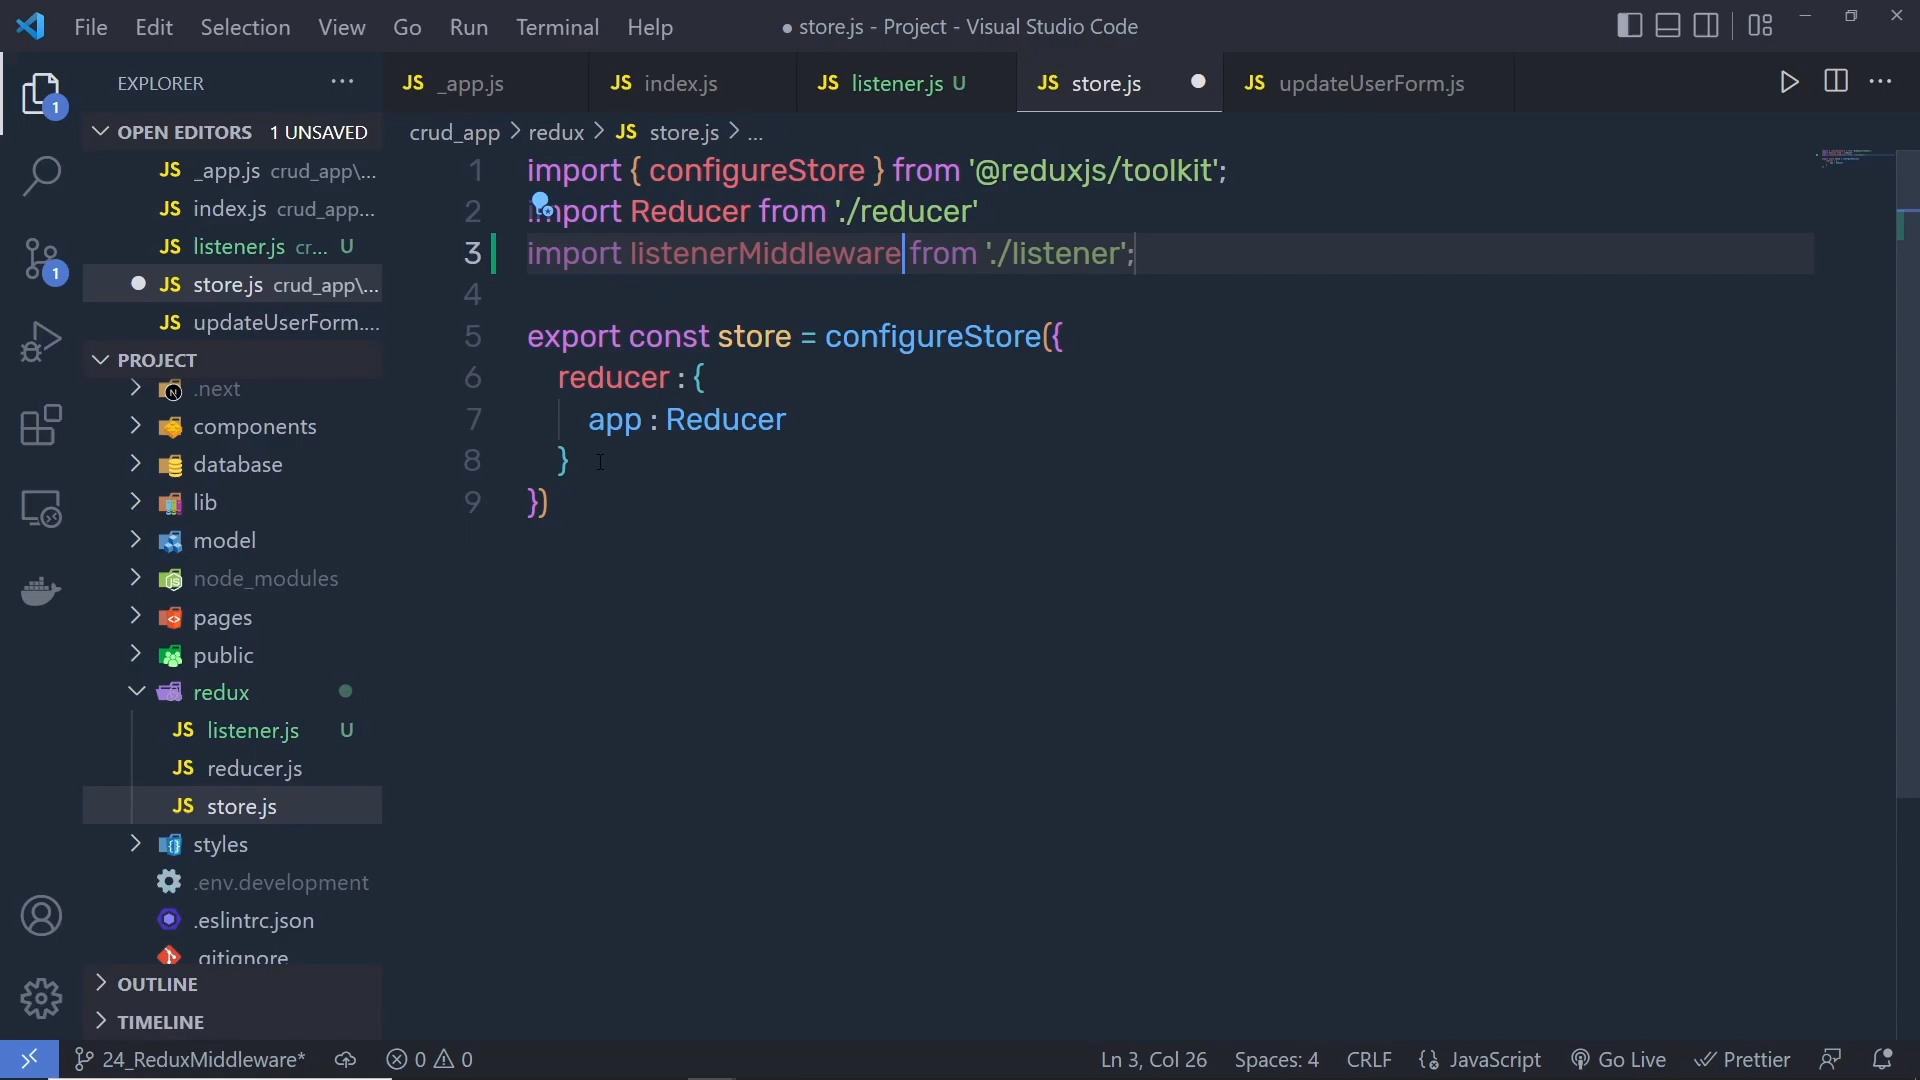 File Edit Selection View Go Run Terminal Help
● store.js - Project - Visual Studio Code
EXPLORER
OPEN EDITORS 1 UNSAVED
JS _app.js crud_app\...
JS index.js crud_app...
JS listener.js cr... U
JS store.js crud_app\...
JS updateUserForm....
PROJECT
.next
components
database
lib
model
node_modules
pages
public
redux
JS listener.js U
JS reducer.js
JS store.js
styles
.env.development
.eslintrc.json
.gitignore
OUTLINE
TIMELINE
1
1
JS _app.js JS index.js JS listener.js U JS store.js JS updateUserForm.js
crud_app > redux > JS store.js > ...
1 import { configureStore } from '@reduxjs/toolkit';
2 import Reducer from './reducer'
3 import listenerMiddleware from './listener';
4
5 export const store = configureStore({
6 reducer : {
7 app : Reducer
8 }
9 })
24_ReduxMiddleware* 0 0 Ln 3, Col 26 Spaces: 4 CRLF JavaScript Go Live Prettier